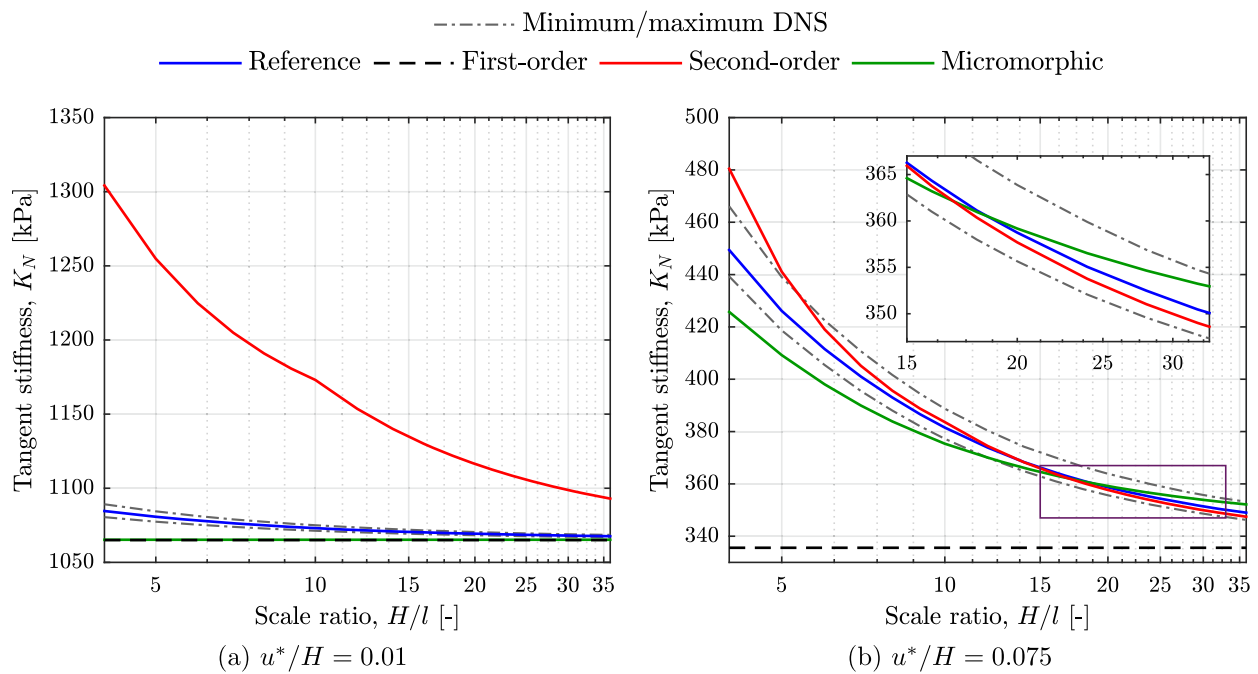 Minimum/maximum DNS
Reference First-order Second-order Micromorphic
1350
1300
1250
1200
1150
1100
1050
Tangent stiffness, K_N [kPa]
5 10 15 20 25 30 35
Scale ratio, H/l [-]
(a) u*/H = 0.01
500
480
460
440
420
400
380
360
340
Tangent stiffness, K_N [kPa]
365
360
355
350
15 20 25 30
5 10 15 20 25 30 35
Scale ratio, H/l [-]
(b) u*/H = 0.075